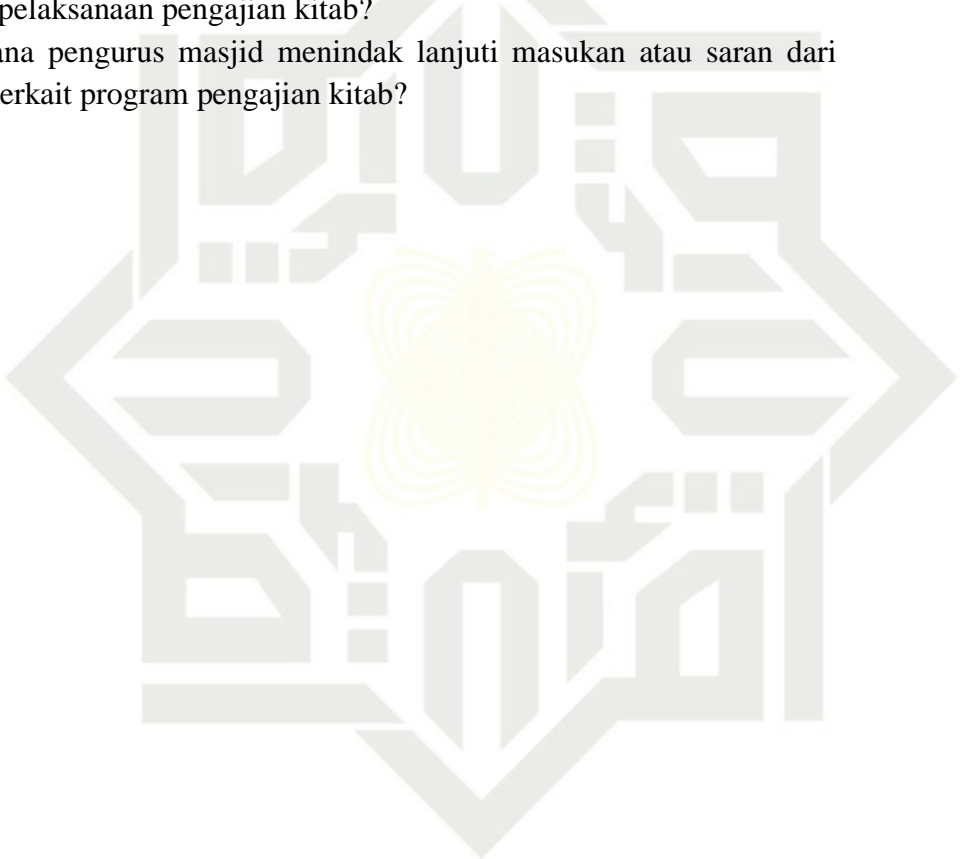 pelaksanaan pengajian kitab?
ana pengurus masjid menindak lanjuti masukan atau saran dari
erkait program pengajian kitab?